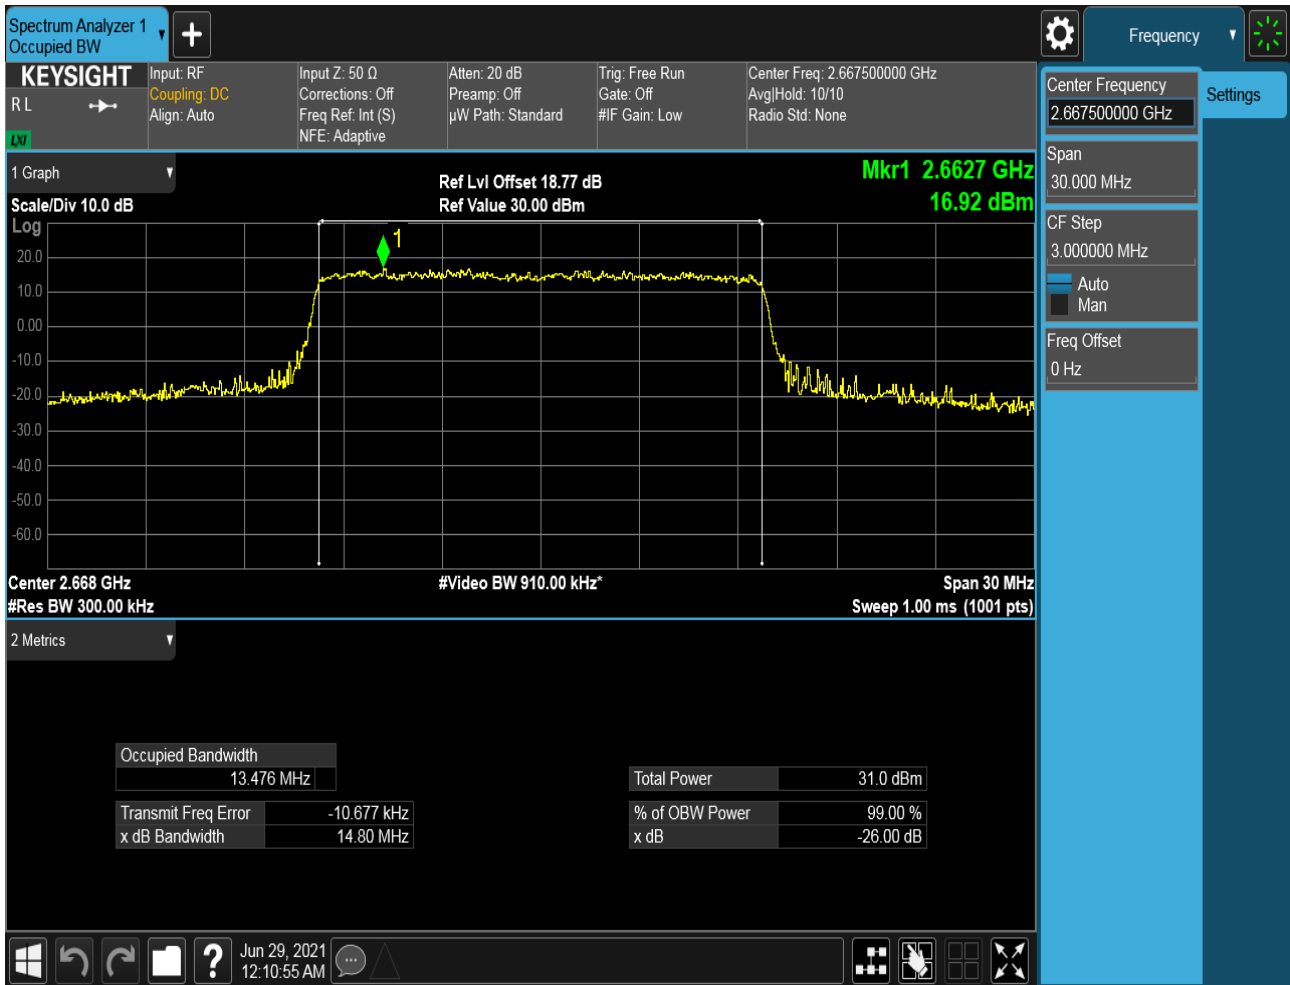 Spectrum Analyzer 1
Occupied BW
+
Frequency
KEYSIGHT
R L
LXI
Input: RF
Coupling: DC
Align: Auto
Input Z: 50 Ω
Corrections: Off
Freq Ref: Int (S)
NFE: Adaptive
Atten: 20 dB
Preamp: Off
µW Path: Standard
Trig: Free Run
Gate: Off
#IF Gain: Low
Center Freq: 2.667500000 GHz
Avg|Hold: 10/10
Radio Std: None
Center Frequency
2.667500000 GHz
Settings
Span
30.000 MHz
CF Step
3.000000 MHz
Auto
Man
Freq Offset
0 Hz
1 Graph
Scale/Div 10.0 dB
Log
Ref Lvl Offset 18.77 dB
Ref Value 30.00 dBm
Mkr1 2.6627 GHz
16.92 dBm
1
20.0
10.0
0.00
-10.0
-20.0
-30.0
-40.0
-50.0
-60.0
Center 2.668 GHz
#Res BW 300.00 kHz
#Video BW 910.00 kHz*
Span 30 MHz
Sweep 1.00 ms (1001 pts)
2 Metrics
Occupied Bandwidth
13.476 MHz
Transmit Freq Error -10.677 kHz
x dB Bandwidth 14.80 MHz
Total Power 31.0 dBm
% of OBW Power 99.00 %
x dB -26.00 dB
?
Jun 29, 2021
12:10:55 AM